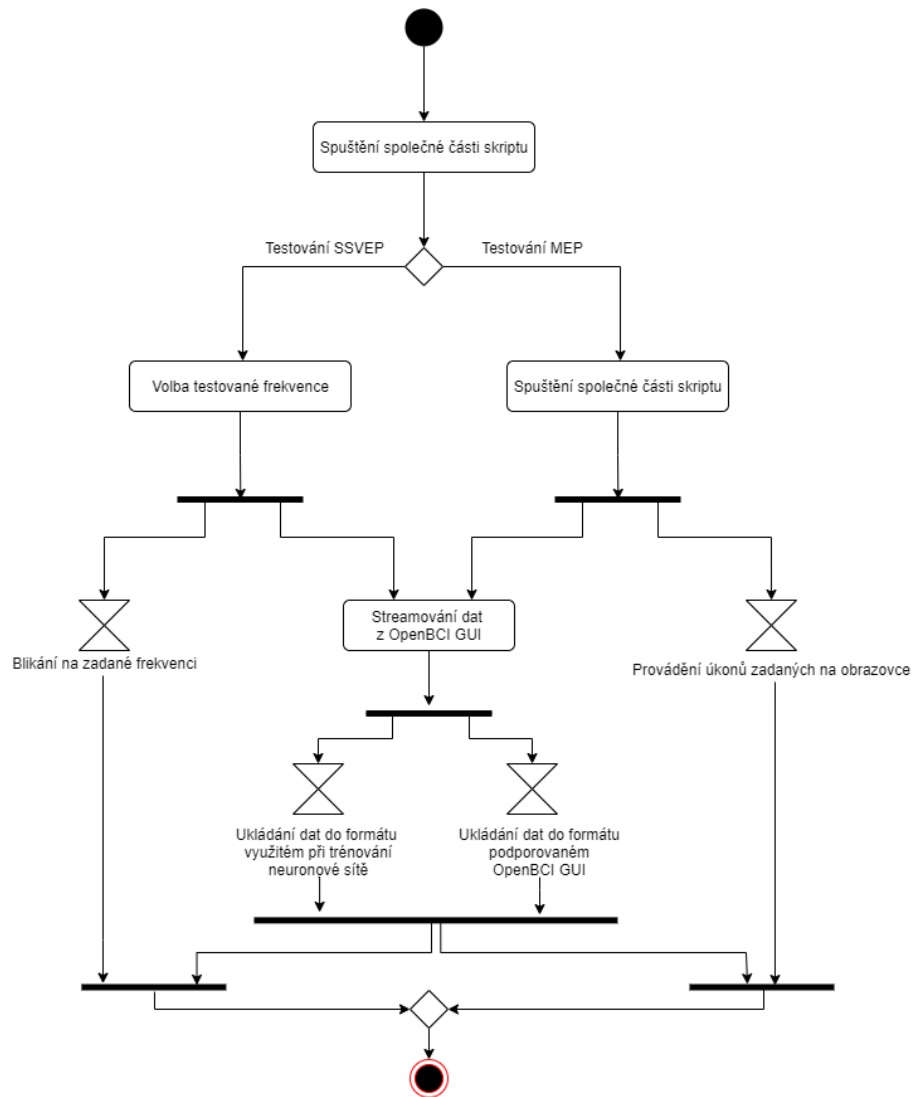 Spuštění společné části skriptu
Testování SSVEP
Testování MEP
Volba testované frekvence
Spuštění společné části skriptu
Streamování dat
z OpenBCI GUI
Blikání na zadané frekvenci
Provádění úkonů zadaných na obrazovce
Ukládání dat do formátu
využitém při trénování
neuronové sítě
Ukládání dat do formátu
podporovaném
OpenBCI GUI